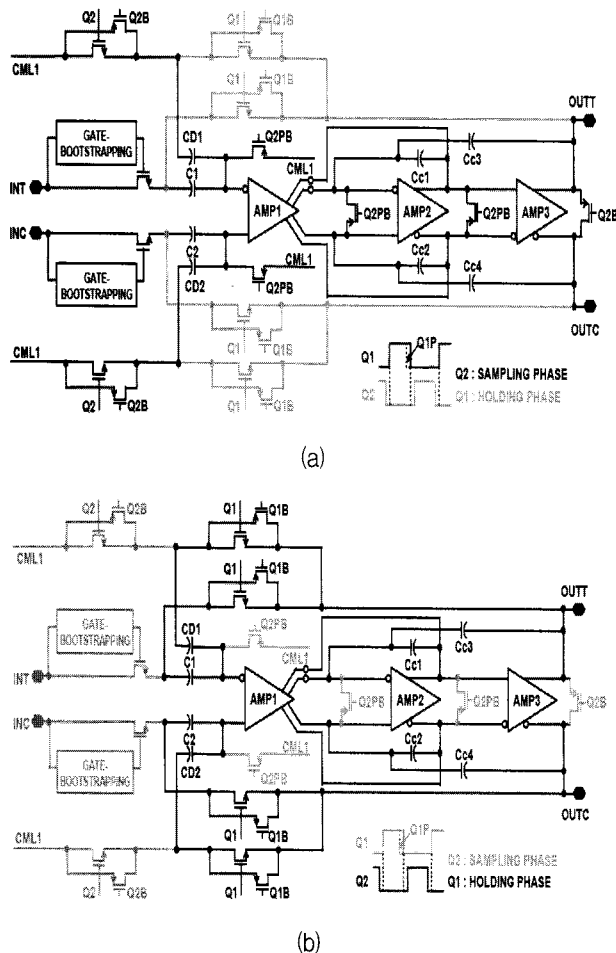 Q2
Q2B
Q1
Q1B
CML1
Q1
Q1B
OUTT
CD1
Q2PB
CML1
Cc3
GATE-
BOOTSTRAPPING
C1
Cc1
INT
AMP1
Q2PB
AMP2
Q2PB
AMP3
Q2B
INC
C2
Cc2
CML1
GATE-
BOOTSTRAPPING
CD2
Q2PB
Cc4
OUTC
CML1
Q1
Q1B
Q1
Q1P
Q2
Q2 : SAMPLING PHASE
Q1 : HOLDING PHASE
Q2
Q2B
Q1
Q1B
(a)
Q2
Q2B
Q1
Q1B
CML1
Q1
Q1B
OUTT
CD1
Q2PB
CML1
Cc3
GATE-
BOOTSTRAPPING
C1
Cc1
INT
AMP1
Q2PB
AMP2
Q2PB
AMP3
Q2B
INC
C2
Cc2
CML1
GATE-
BOOTSTRAPPING
CD2
Q2PB
Cc4
OUTC
CML1
Q1
Q1B
Q1
Q1P
Q2 : SAMPLING PHASE
Q2
Q1 : HOLDING PHASE
Q2
Q2B
Q1
Q1B
(b)